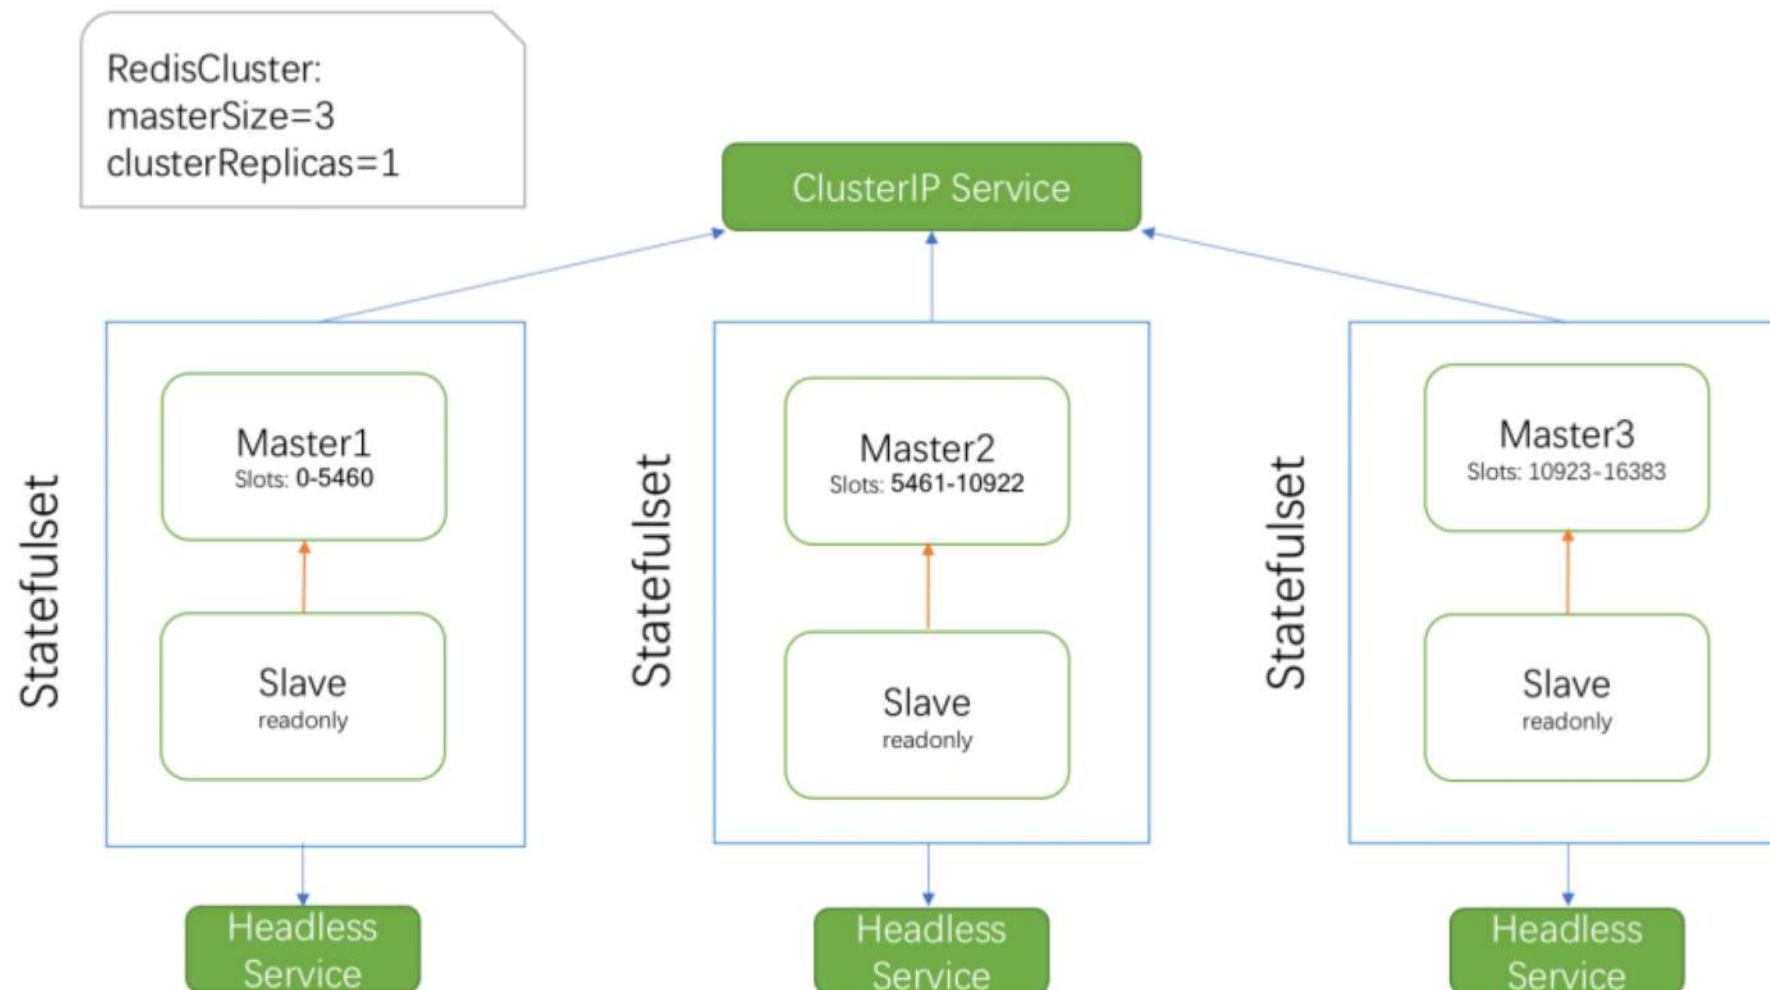 RedisCluster:
masterSize=3
clusterReplicas=1
ClusterIP Service
Statefulset
Master1
Slots: 0-5460
Slave
readonly
Headless
Service
Statefulset
Master2
Slots: 5461-10922
Slave
readonly
Headless
Service
Statefulset
Master3
Slots: 10923-16383
Slave
readonly
Headless
Service